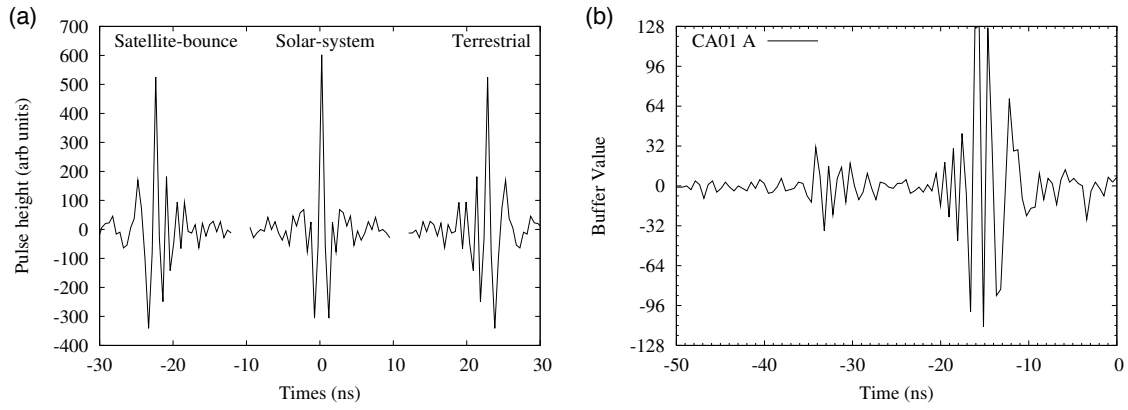 (a)
700
600
500
400
300
200
100
0
-100
-200
-300
-400
Pulse height (arb units)
Satellite-bounce Solar-system Terrestrial
-30 -20 -10 0 10 20 30
Times (ns)
(b)
128
96
64
32
0
-32
-64
-96
-128
Buffer Value
CA01 A
-50 -40 -30 -20 -10 0
Time (ns)